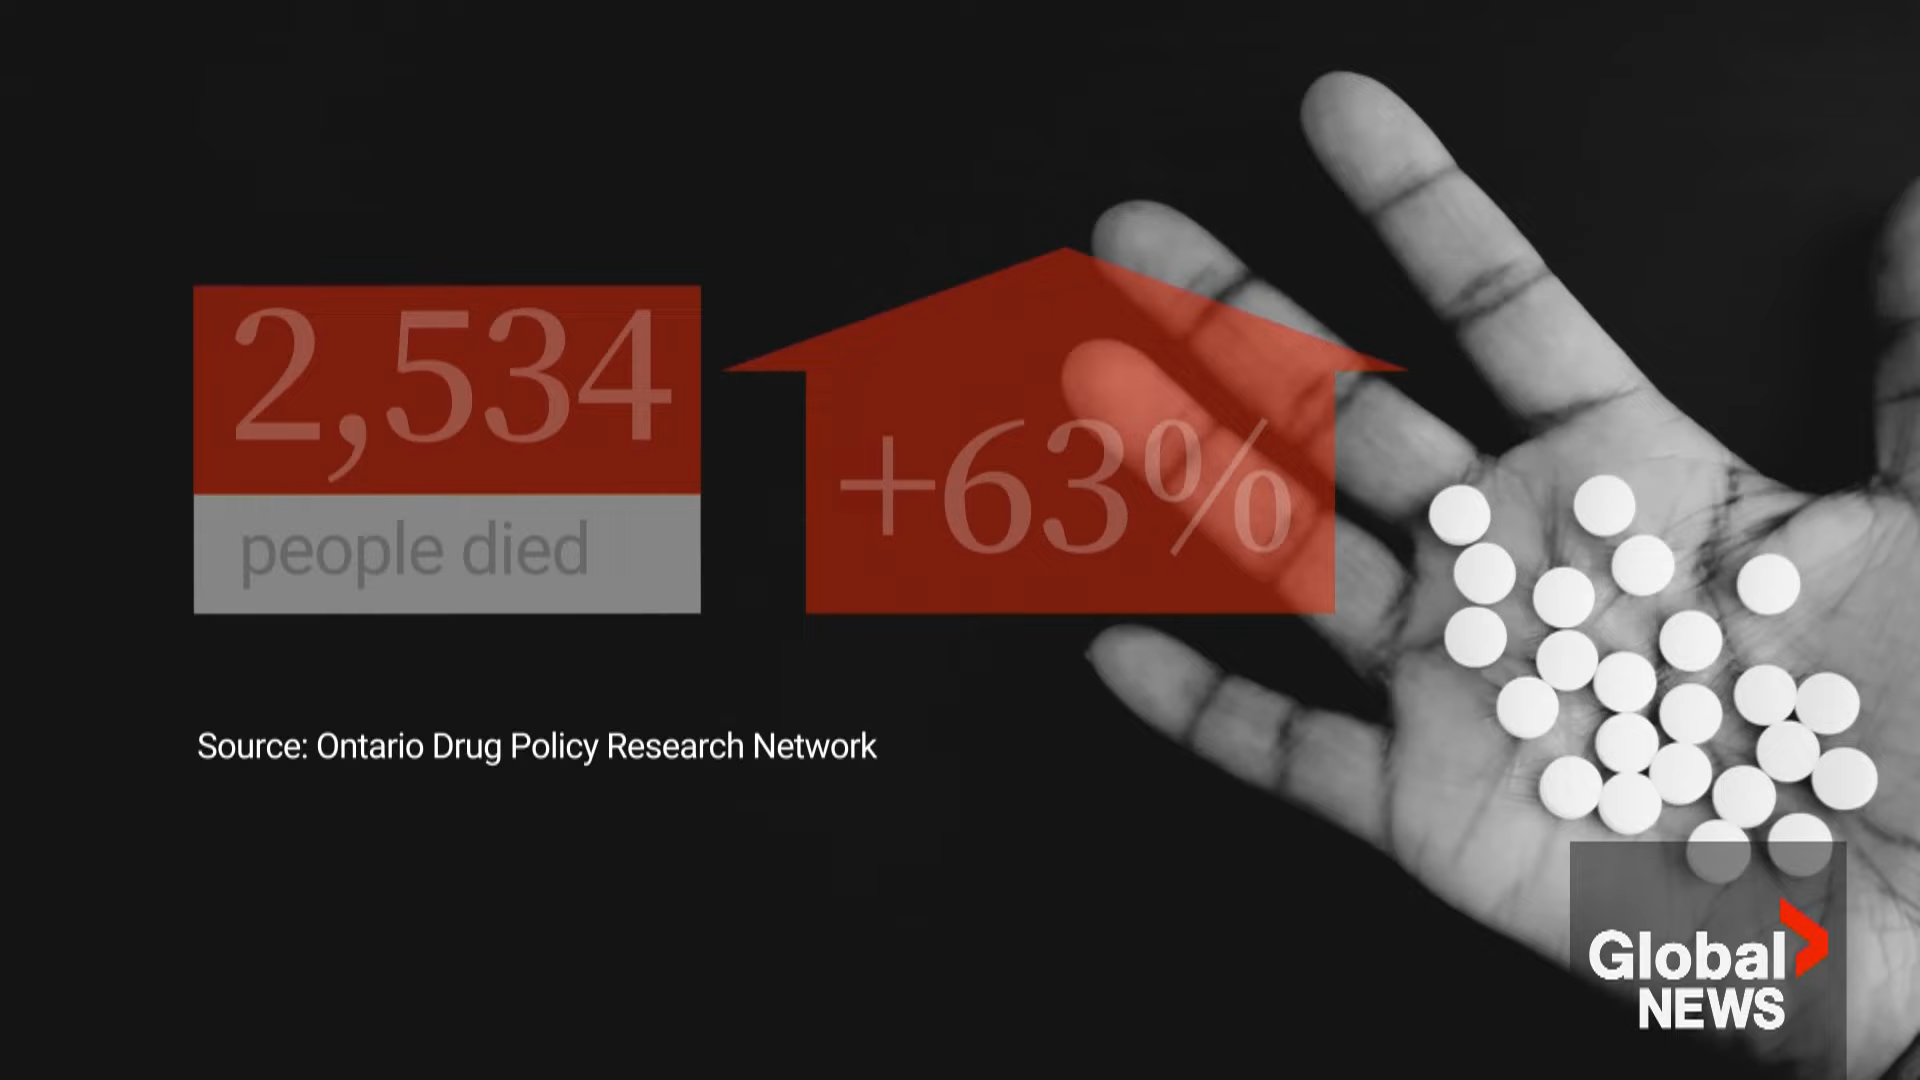 2,534
people died
+63%
Source: Ontario Drug Policy Research Network
Global
NEWS